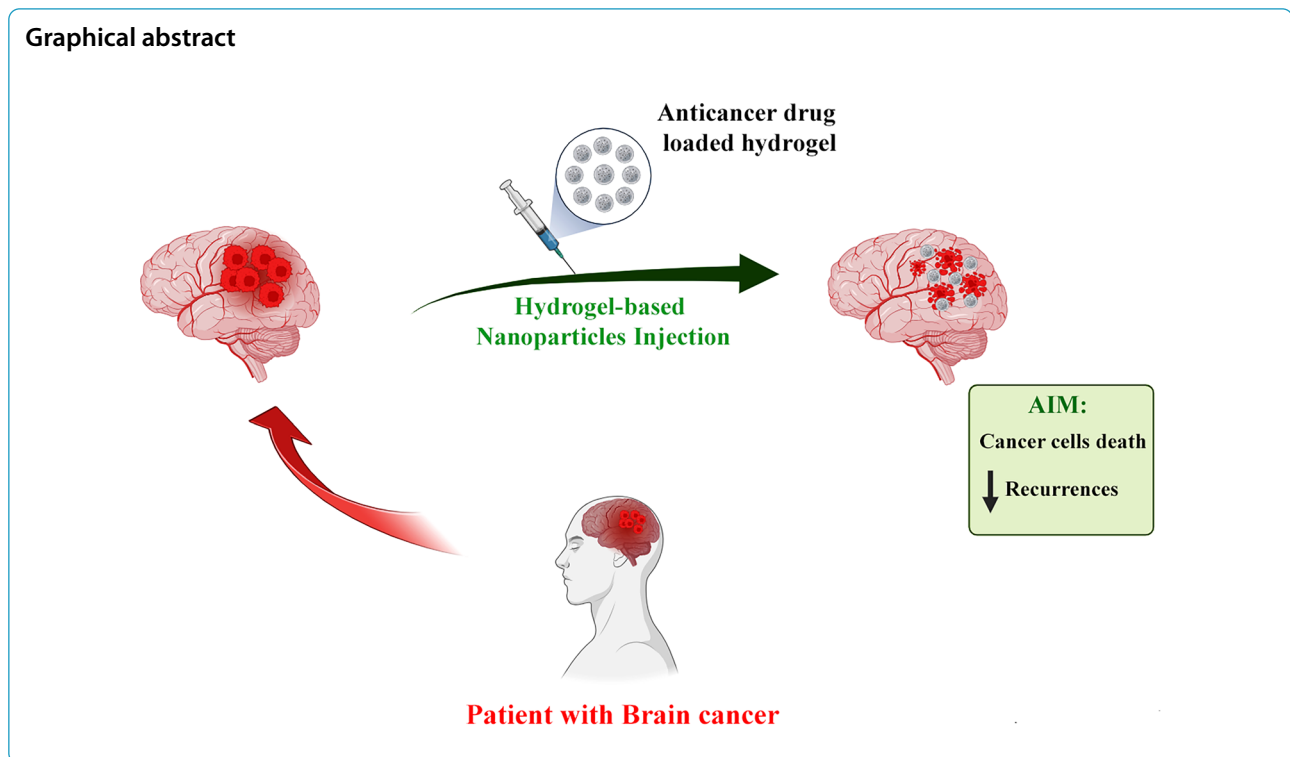 Graphical abstract
Anticancer drug
loaded hydrogel
Hydrogel-based
Nanoparticles Injection
AIM:
Cancer cells death
Recurrences
Patient with Brain cancer